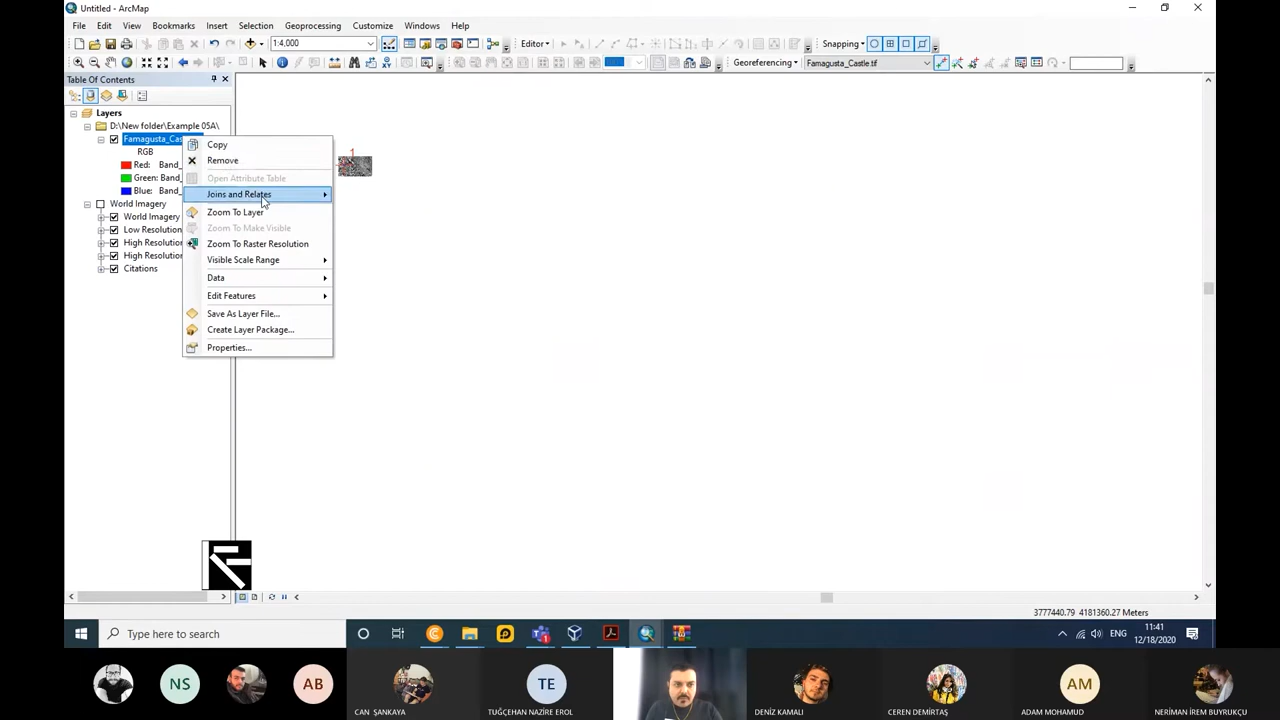 Untitled - ArcMap
File Edit View Bookmarks Insert Selection Geoprocessing Customize Windows Help
1:4,000 Editor Snapping
Georeferencing Famagusta_Castle.tif
Table Of Contents
Layers
D:\New folder\Example 05A\
Famagusta_Cas
RGB
Red: Band_
Green: Band_
Blue: Band_
World Imagery
World Imagery
Low Resolution
High Resolution
High Resolution
Citations
Copy
Remove
Open Attribute Table
Joins and Relates
Zoom To Layer
Zoom To Make Visible
Zoom To Raster Resolution
Visible Scale Range
Data
Edit Features
Save As Layer File...
Create Layer Package...
Properties...
1
3777440.79 4181360.27 Meters
Type here to search
ENG
11:41
12/18/2020
NS
AB
TE
AM
CAN ŞANKAYA
TUĞÇEHAN NAZİRE EROL
DENİZ KAMALI
CEREN DEMİRTAŞ
ADAM MOHAMUD
NERİMAN İREM BUYRUKÇU